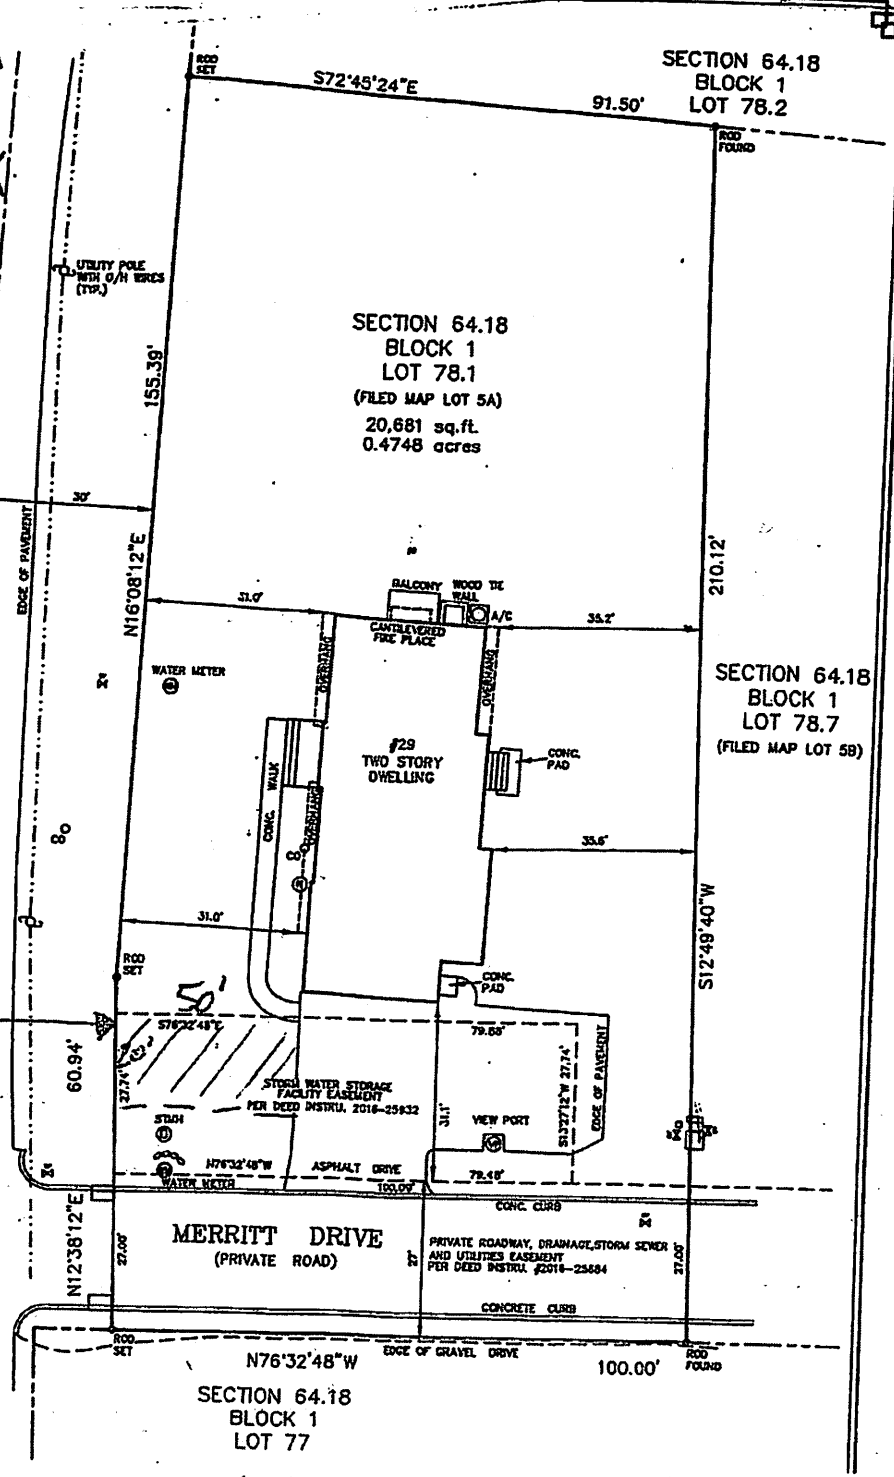 SECTION 64.18
BLOCK 1
LOT 78.2
ROD
SET
S72°45'24"E
91.50'
ROD
FOUND
UTILITY POLE
WITH O/H WIRES
(TYP.)
155.39'
SECTION 64.18
BLOCK 1
LOT 78.1
(FILED MAP LOT 5A)
20,681 sq.ft.
0.4748 acres
30'
EDGE OF PAVEMENT
N16°08'12"E
210.12'
31.0'
BALCONY
WOOD TIE
WALL
A/C
CANTILEVERED
FIRE PLACE
35.2'
OVERHANG
OVERHANG
WATER METER
SECTION 64.18
BLOCK 1
LOT 78.7
(FILED MAP LOT 5B)
#29
TWO STORY
DWELLING
CONC.
PAD
CONC. WALK
OVERHANG
CO
CO
35.6'
31.0'
S12°49'40"W
ROD
SET
CONC.
PAD
S76°32'48"E
79.88'
60.94'
27.74'
S13°27'12"W 27.74'
EDGE OF PAVEMENT
STORM WATER STORAGE
FACILITY EASEMENT
PER DEED INSTRU. 2016-25632
31.1'
STMH
VIEW PORT
N76°32'48"W
ASPHALT DRIVE
79.48'
WATER METER
100.09'
CONC. CURB
N12°38'12"E
27.00'
MERRITT DRIVE
(PRIVATE ROAD)
27'
PRIVATE ROADWAY, DRAINAGE,STORM SEWER
AND UTILITIES EASEMENT
PER DEED INSTRU. #2016-25684
27.00'
CONCRETE CURB
ROD
SET
N76°32'48"W
EDGE OF GRAVEL DRIVE
100.00'
ROD
FOUND
SECTION 64.18
BLOCK 1
LOT 77